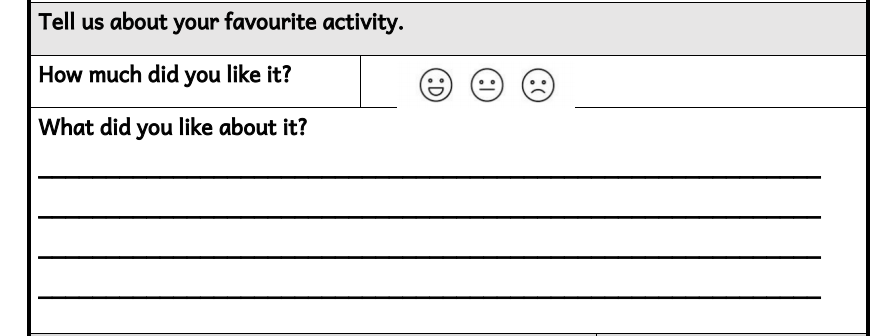 Tell us about your favourite activity.
How much did you like it?
What did you like about it?